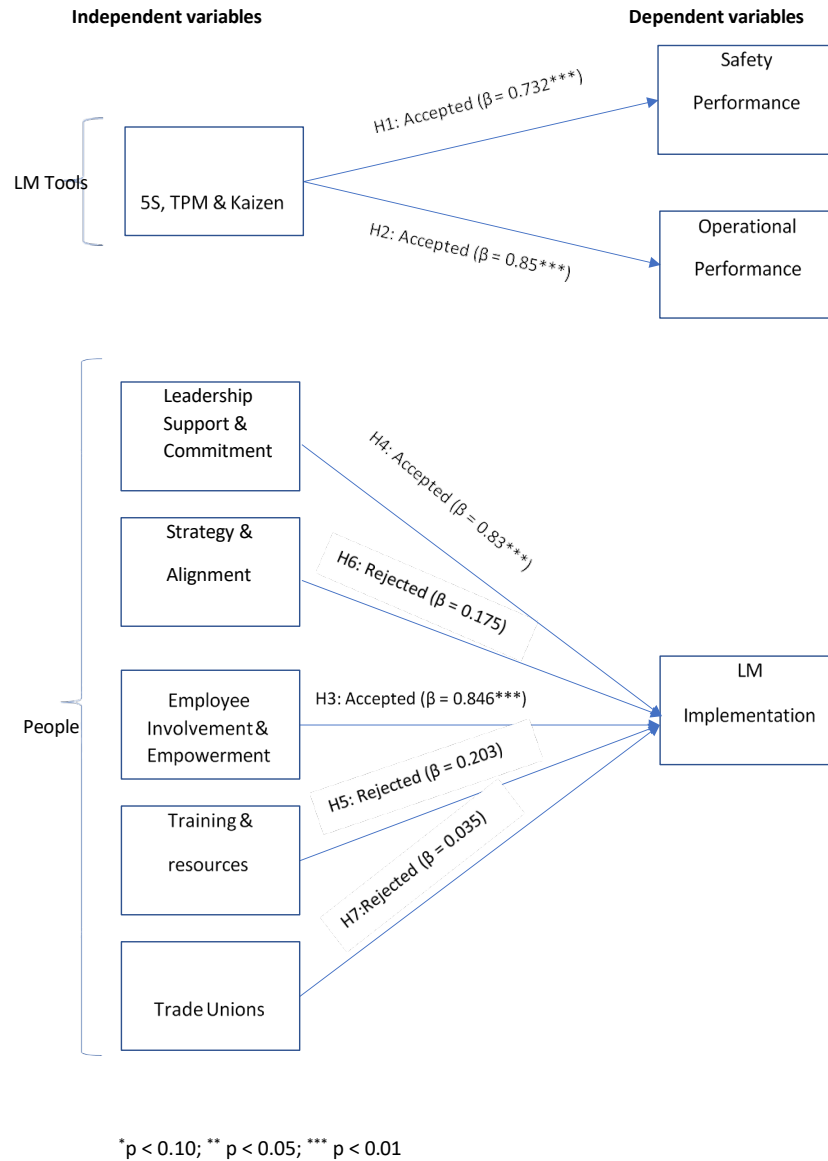 Independent variables
Dependent variables
Safety
Performance
H1: Accepted (β = 0.732***)
LM Tools
5S, TPM & Kaizen
H2: Accepted (β = 0.85***)
Operational
Performance
Leadership
Support &
Commitment
H4: Accepted (β = 0.83***)
Strategy &
Alignment
H6: Rejected (β = 0.175)
People
Employee
Involvement &
Empowerment
H3: Accepted (β = 0.846***)
LM
Implementation
Training &
resources
H5: Rejected (β = 0.203)
H7:Rejected (β = 0.035)
Trade Unions
*p < 0.10; ** p < 0.05; *** p < 0.01